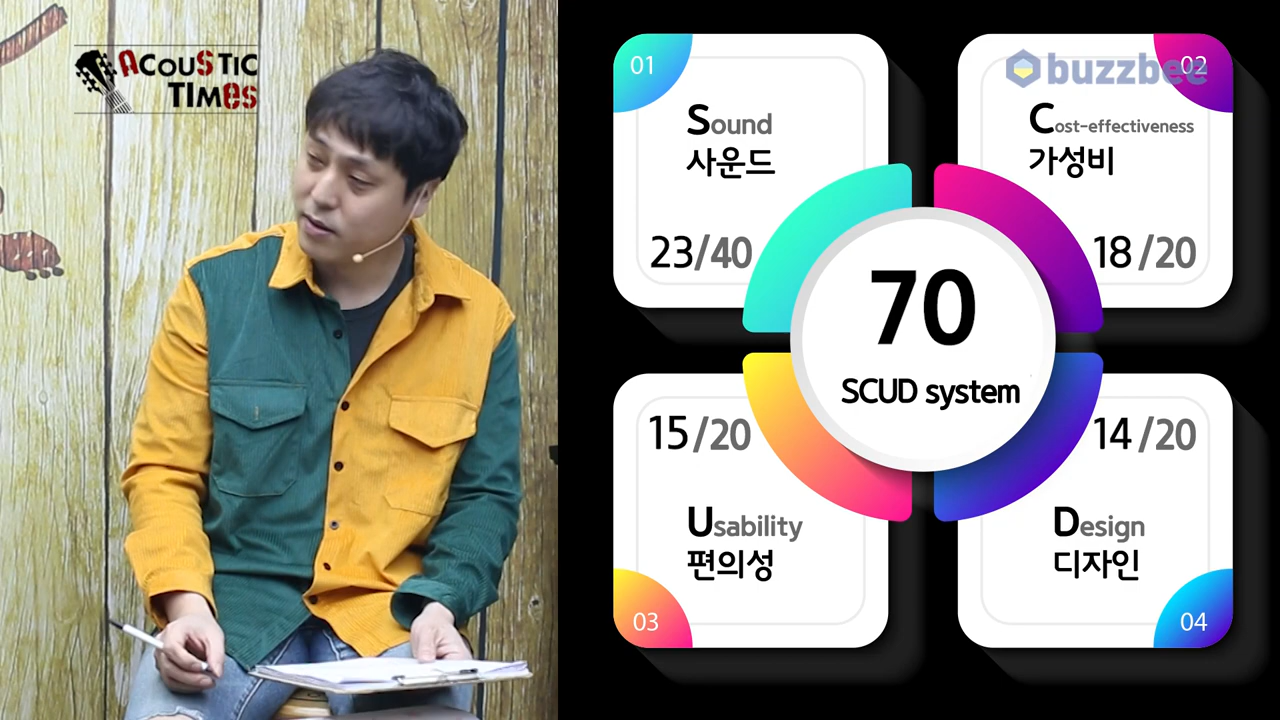 ACOUSTIC
TIMES
01
Sound
사운드
23/40
buzzbee
02
Cost-effectiveness
가성비
18/20
70
SCUD system
15/20
Usability
편의성
03
14/20
Design
디자인
04